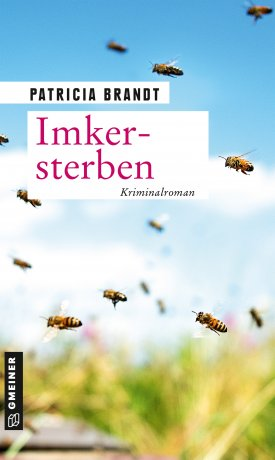 PATRICIA BRANDT
Imker-
sterben
Kriminalroman
GMEINER